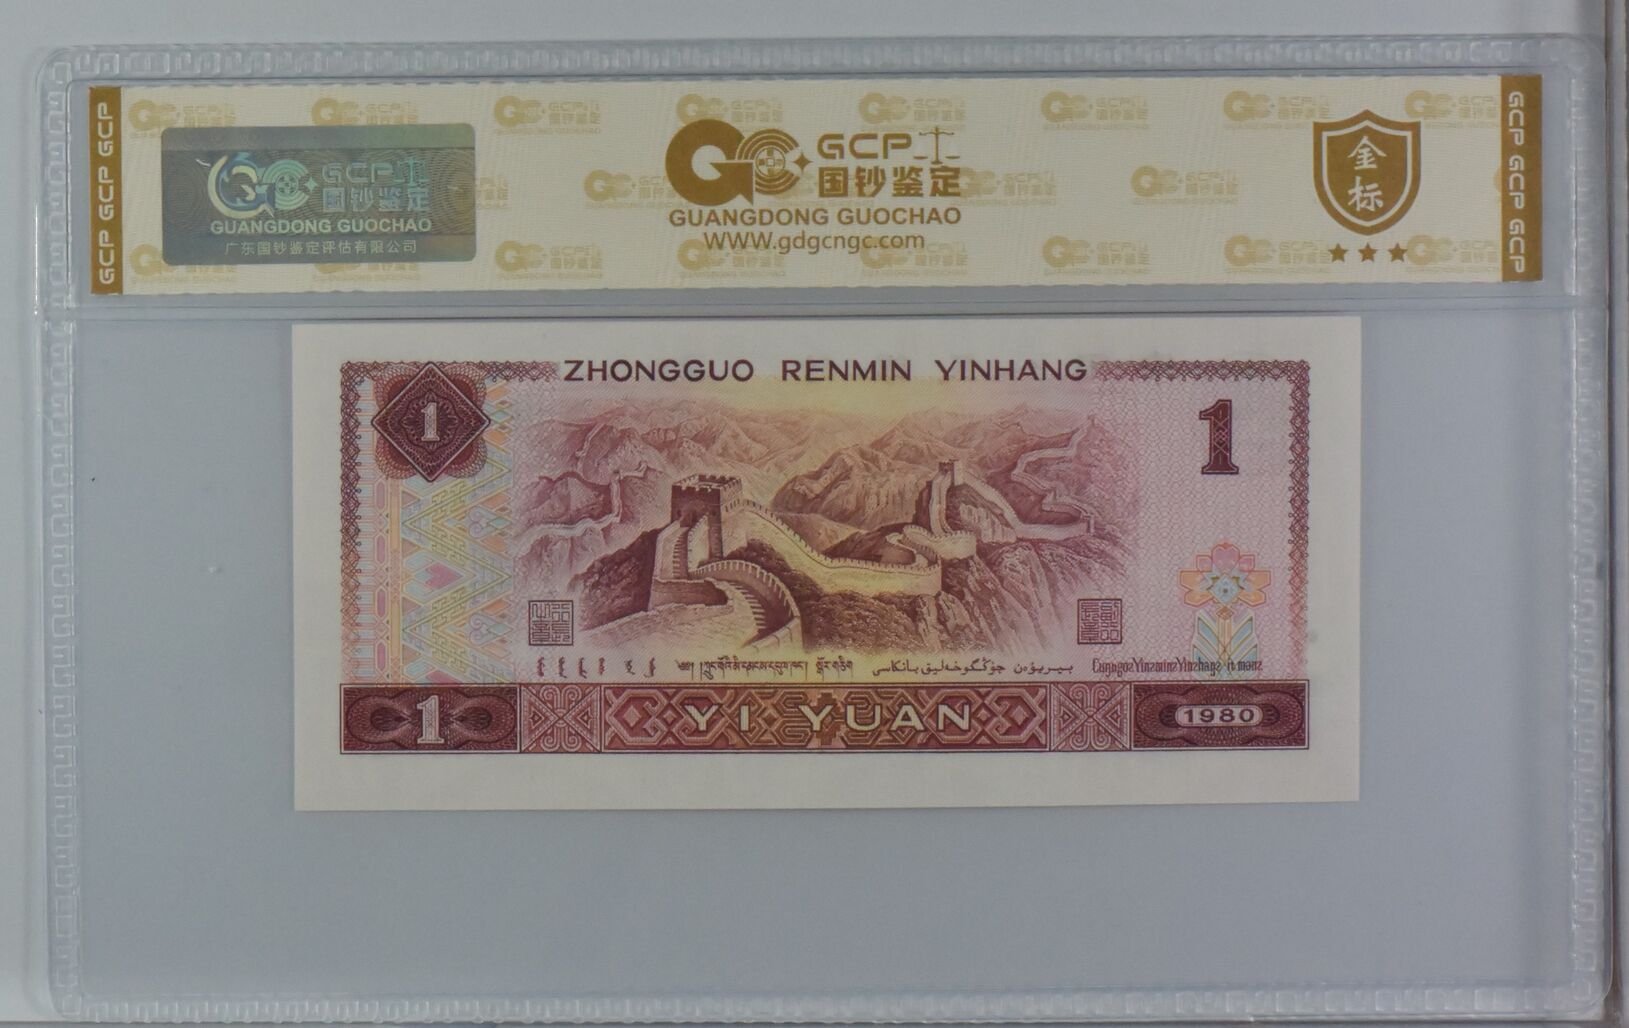 GCP GCP GCP
GCP 国钞鉴定
GUANGDONG GUOCHAO
广东国钞鉴定评估有限公司
GCP
国钞鉴定
GUANGDONG GUOCHAO
WWW.gdgcngc.com
金标
GCP GCP GCP
ZHONGGUO RENMIN YINHANG
1
1
1
YI YUAN
1980